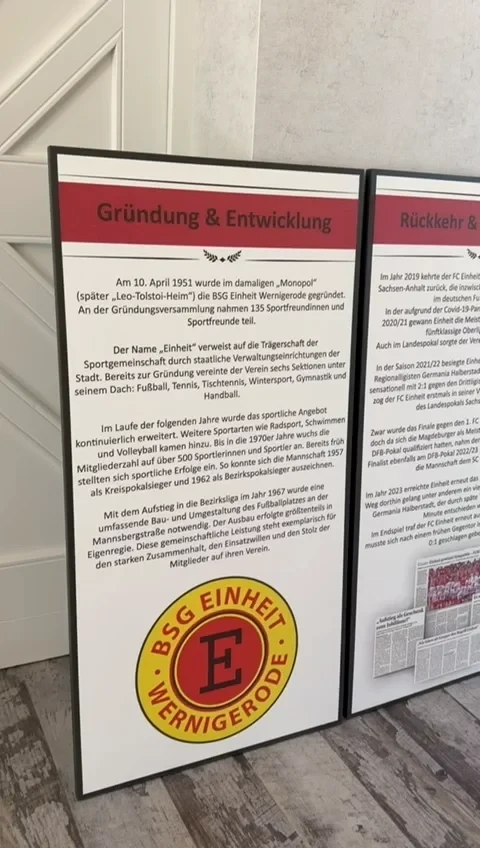 Gründung & Entwicklung
Am 10. April 1951 wurde im damaligen „Monopol“
(später „Leo-Tolstoi-Heim“) die BSG Einheit Wernigerode gegründet.
An der Gründungsversammlung nahmen 135 Sportfreundinnen und
Sportfreunde teil.
Der Name „Einheit“ verweist auf die Trägerschaft der
Sportgemeinschaft durch staatliche Verwaltungseinrichtungen der
Stadt. Bereits zur Gründung vereinte der Verein sechs Sektionen unter
seinem Dach: Fußball, Tennis, Tischtennis, Wintersport, Gymnastik und
Handball.
Im Laufe der folgenden Jahre wurde das sportliche Angebot
kontinuierlich erweitert. Weitere Sportarten wie Radsport, Schwimmen
und Volleyball kamen hinzu. Bis in die 1970er Jahre wuchs die
Mitgliederzahl auf über 500 Sportlerinnen und Sportler an. Bereits früh
stellten sich sportliche Erfolge ein. So konnte sich die Mannschaft 1957
als Kreispokalsieger und 1962 als Bezirkspokalsieger auszeichnen.
Mit dem Aufstieg in die Bezirksliga im Jahr 1967 wurde eine
umfassende Bau- und Umgestaltung des Fußballplatzes an der
Mannsbergstraße notwendig. Der Ausbau erfolgte größtenteils in
Eigenregie. Diese gemeinschaftliche Leistung steht exemplarisch für
den starken Zusammenhalt, den Einsatzwillen und den Stolz der
Mitglieder auf ihren Verein.
BSG EINHEIT
E
WERNIGERODE
Rückkehr &
Im Jahr 2019 kehrte der FC Einheit
Sachsen-Anhalt zurück, die inzwisc
im deutschen Fu
In der aufgrund der Covid-19-Pan
2020/21 gewann Einheit die Meist
fünftklassige Oberlig
Auch im Landespokal sorgte der Vere
In der Saison 2021/22 besiegte Einhe
Regionalligisten Germania Halberstad
sensationell mit 2:1 gegen den Drittligis
zog der FC Einheit erstmals in seiner V
des Landespokals Sachs
Zwar wurde das Finale gegen den 1. FC
doch da sich die Magdeburger als Meist
DFB-Pokal qualifiziert hatten, nahm der
Finalist ebenfalls am DFB-Pokal 2022/23
die Mannschaft dem SC
Im Jahr 2023 erreichte Einheit erneut das
Weg dorthin gelang unter anderem ein vie
Germania Halberstadt, der durch späte
Minute entschieden w
Im Endspiel traf der FC Einheit erneut au
musste sich nach einem frühen Gegentor in
0:1 geschlagen gebe